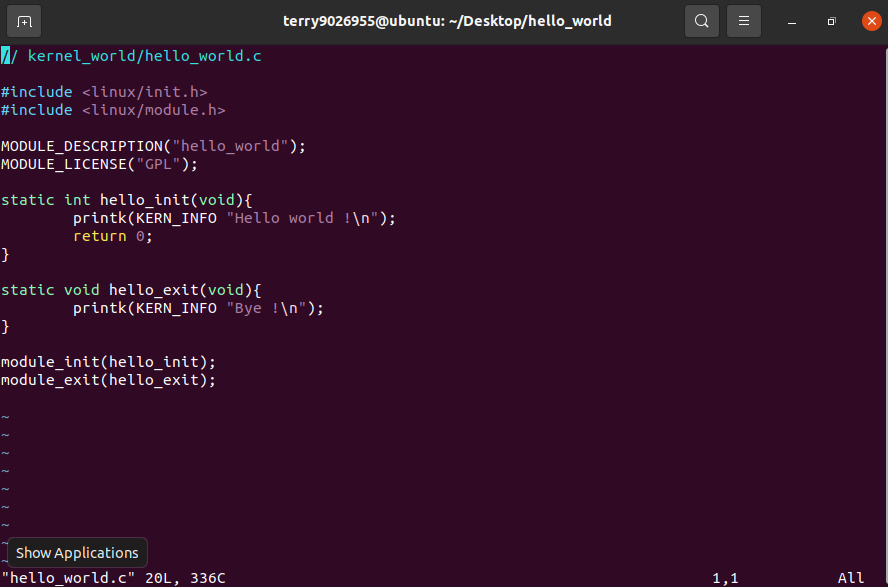 terry9026955@ubuntu: ~/Desktop/hello_world
// kernel_world/hello_world.c
#include <linux/init.h>
#include <linux/module.h>
MODULE_DESCRIPTION("hello_world");
MODULE_LICENSE("GPL");
static int hello_init(void){
        printk(KERN_INFO "Hello world !\n");
        return 0;
}
static void hello_exit(void){
        printk(KERN_INFO "Bye !\n");
}
module_init(hello_init);
module_exit(hello_exit);
~
~
~
~
~
~
~
~
~
Show Applications
"hello_world.c" 20L, 336C 1,1 All